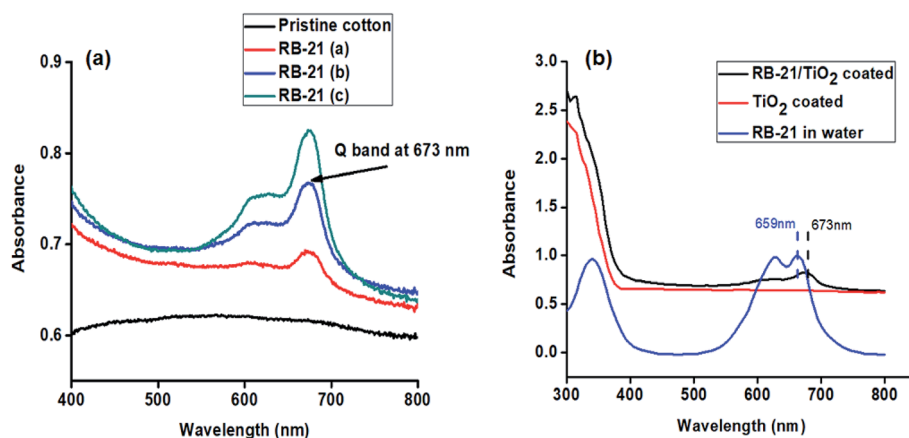 (a)
Pristine cotton
RB-21 (a)
RB-21 (b)
RB-21 (c)
Q band at 673 nm
0.9
0.8
0.7
0.6
Absorbance
400 500 600 700 800
Wavelength (nm)
(b)
RB-21/TiO2 coated
TiO2 coated
RB-21 in water
659nm 673nm
3.0
2.5
2.0
1.5
1.0
0.5
0.0
Absorbance
300 400 500 600 700 800
Wavelength (nm)